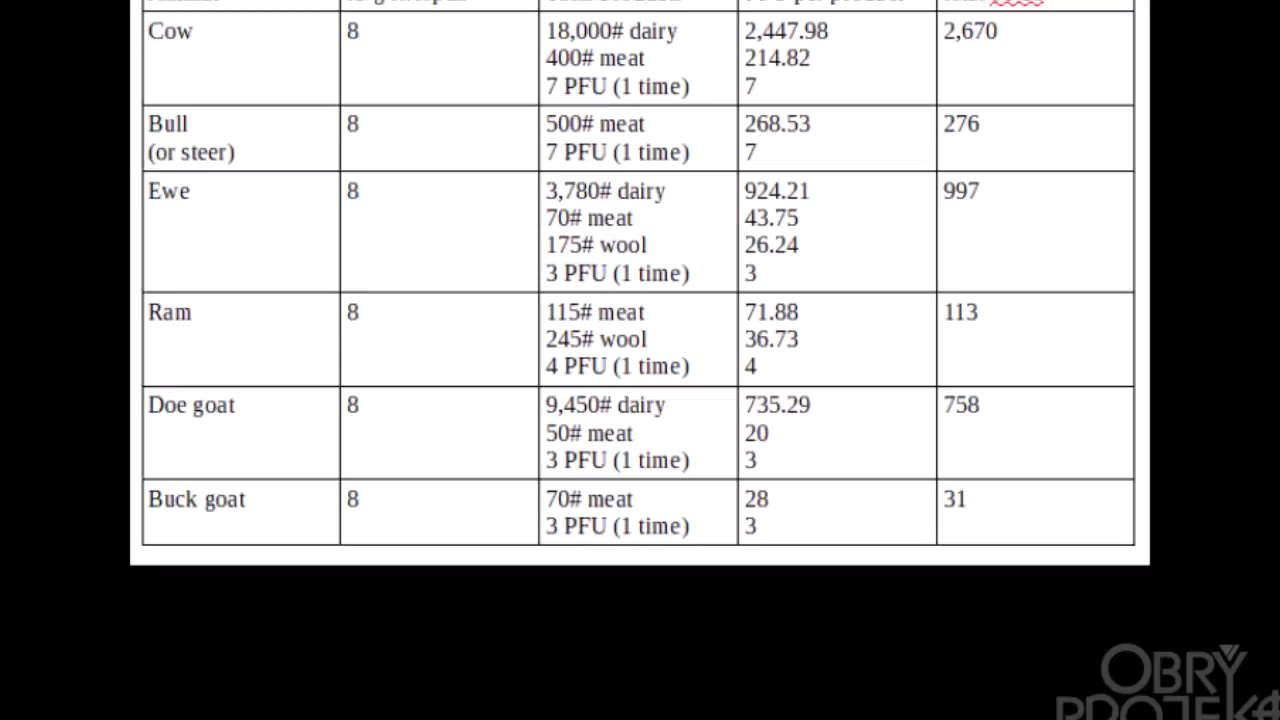 Cow 8 18,000# dairy 2,447.98 2,670
400# meat 214.82
7 PFU (1 time) 7
Bull 8 500# meat 268.53 276
(or steer) 7 PFU (1 time) 7
Ewe 8 3,780# dairy 924.21 997
70# meat 43.75
175# wool 26.24
3 PFU (1 time) 3
Ram 8 115# meat 71.88 113
245# wool 36.73
4 PFU (1 time) 4
Doe goat 8 9,450# dairy 735.29 758
50# meat 20
3 PFU (1 time) 3
Buck goat 8 70# meat 28 31
3 PFU (1 time) 3
OBRY